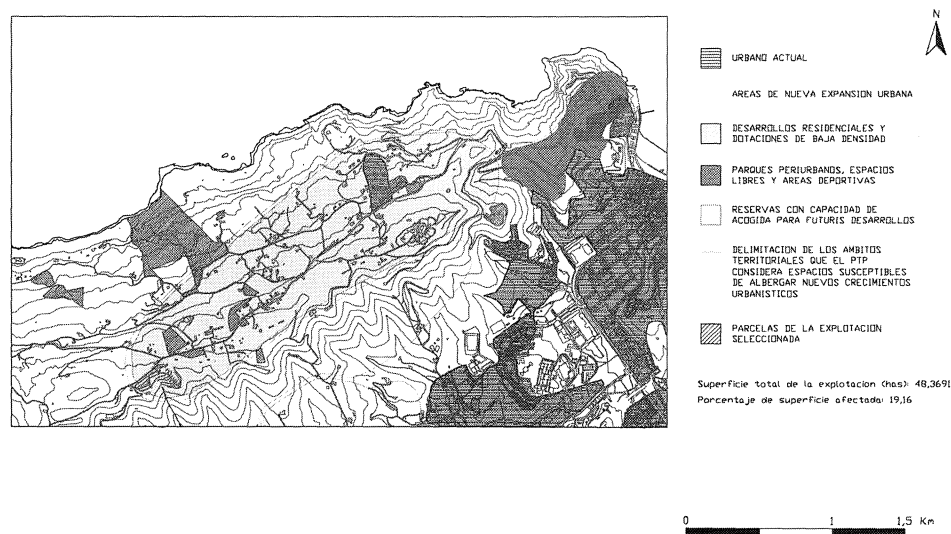 N
URBANO ACTUAL
AREAS DE NUEVA EXPANSION URBANA
DESARROLLOS RESIDENCIALES Y
DOTACIONES DE BAJA DENSIDAD
PARQUES PERIURBANOS, ESPACIOS
LIBRES Y AREAS DEPORTIVAS
RESERVAS CON CAPACIDAD DE
ACOGIDA PARA FUTURIS DESARROLLOS
DELIMITACION DE LOS AMBITOS
TERRITORIALES QUE EL PTP
CONSIDERA ESPACIOS SUSCEPTIBLES
DE ALBERGAR NUEVOS CRECIMIENTOS
URBANISTICOS
PARCELAS DE LA EXPLOTACION
SELECCIONADA
Superficie total de la explotacion (has): 48,3691
Porcentaje de superficie afectada: 19,16
0 1 1,5 Km